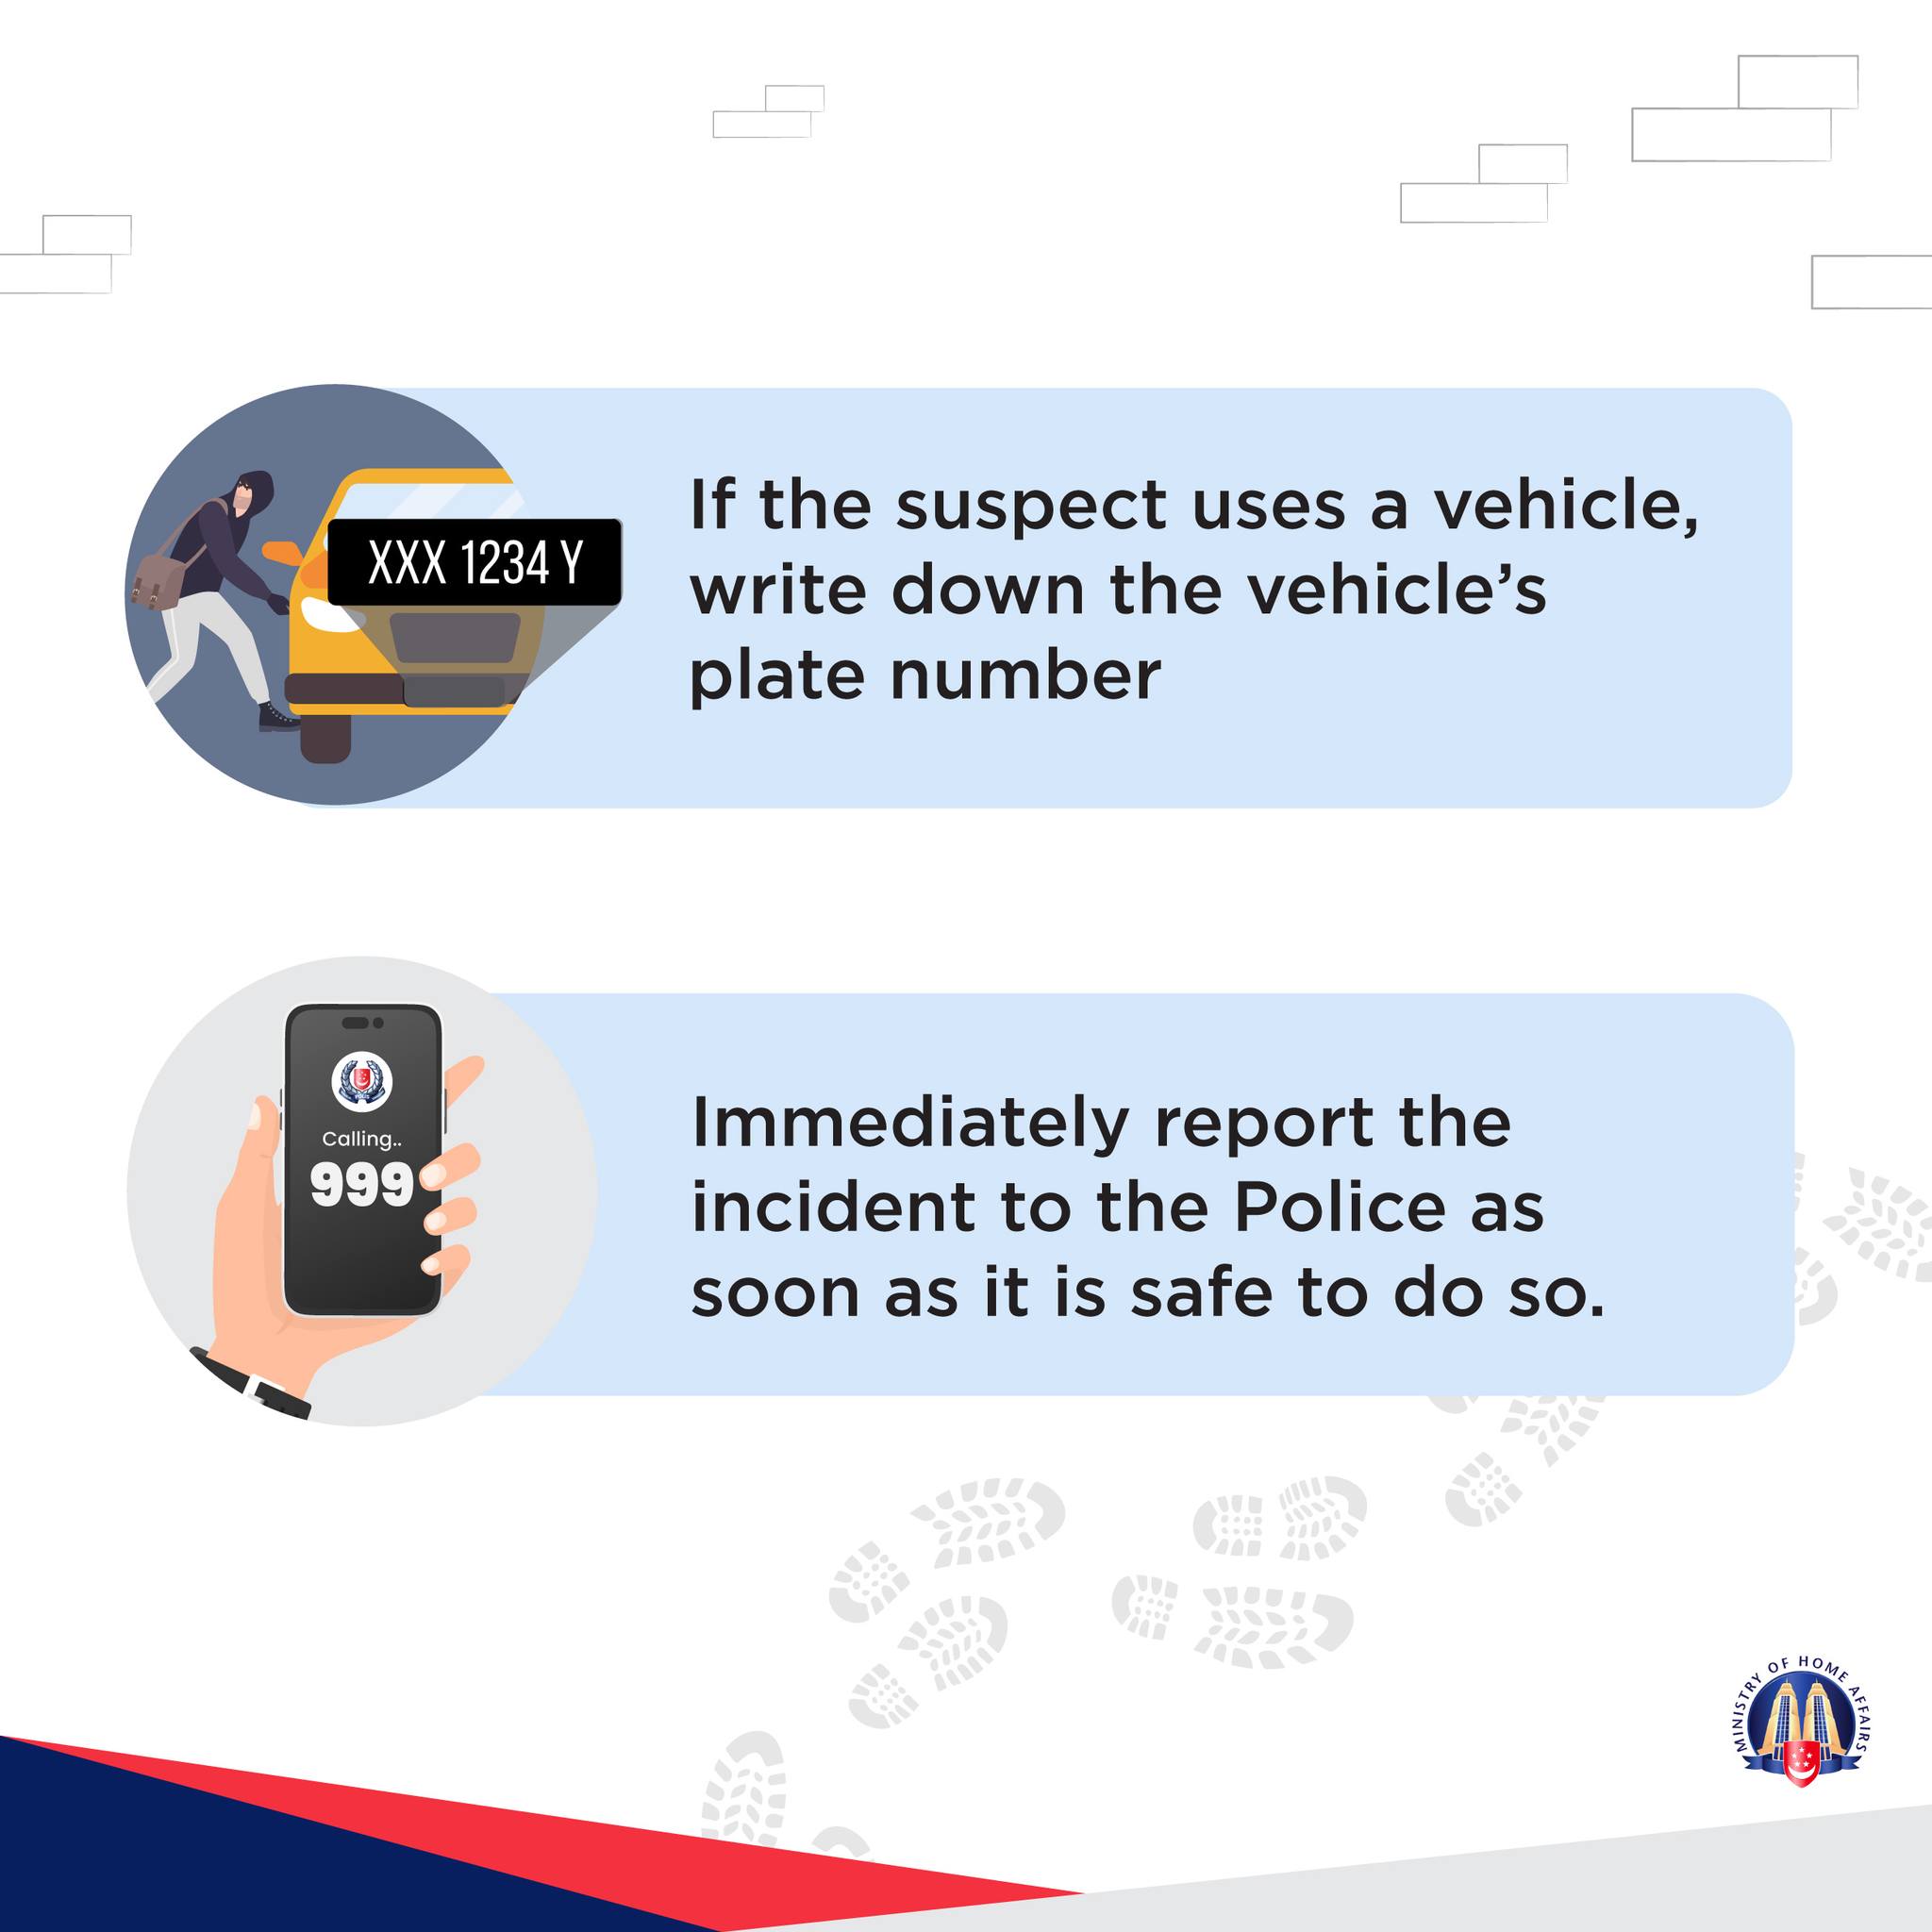 If the suspect uses a vehicle,
write down the vehicle’s
plate number
XXX 1234 Y
Immediately report the
incident to the Police as
soon as it is safe to do so.
Calling..
999
MINISTRY OF HOME AFFAIRS